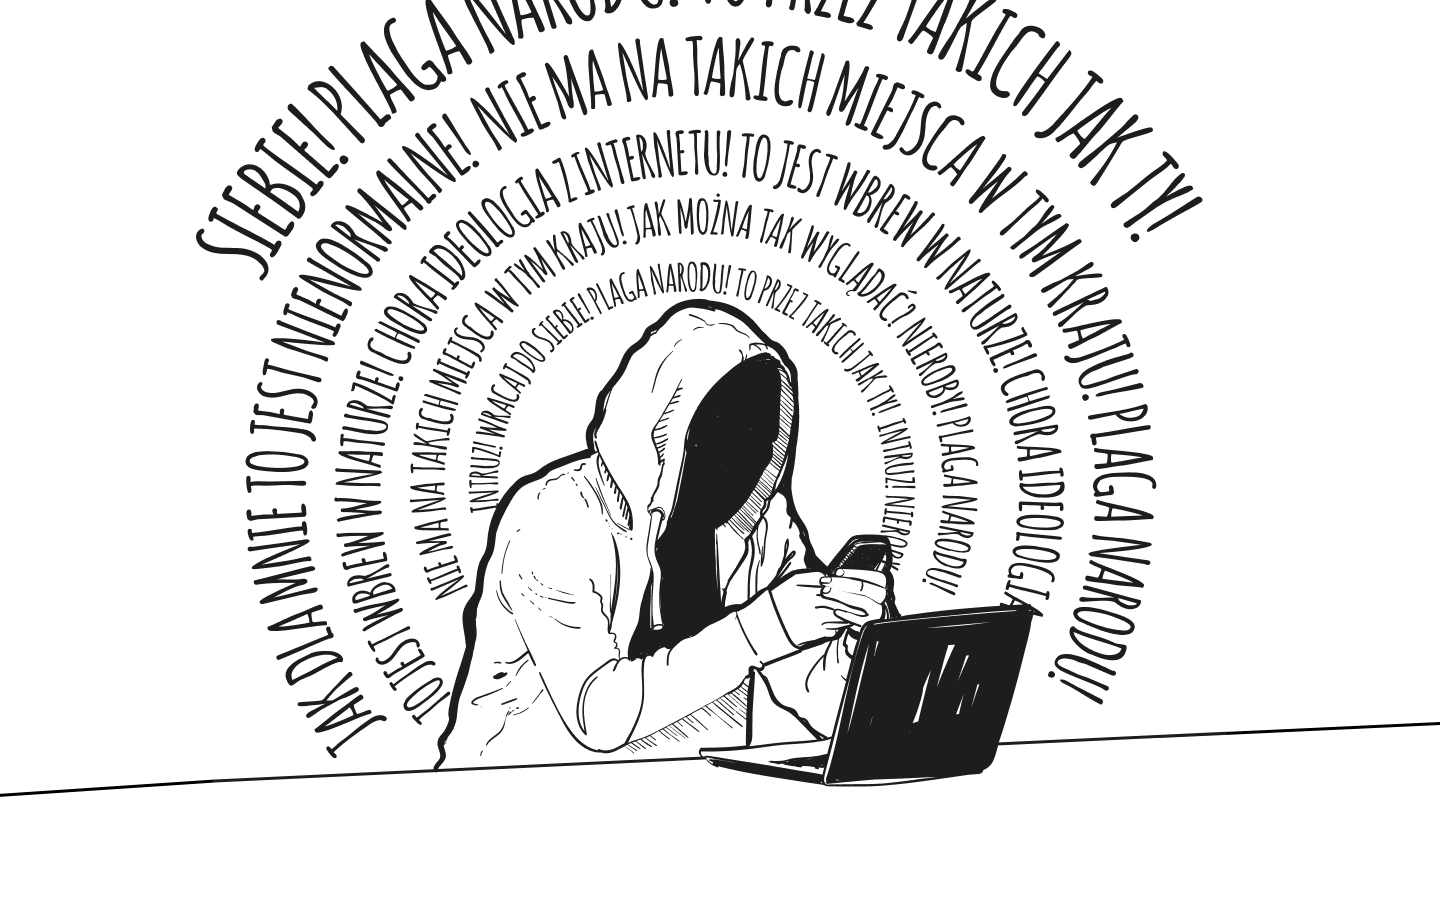 SIEBIE! PLAGA NARODU! TO PRZEZ TAKICH JAK TY!
JAK DLA MNIE TO JEST NIENORMALNE! NIE MA NA TAKICH MIEJSCA W TYM KRAJU! PLAGA NARODU!
TO JEST WBREW W NATURZE! CHORA IDEOLOGIA Z INTERNETU! TO JEST WBREW W NATURZE! CHORA IDEOLOGIA
NIE MA NA TAKICH MIEJSCA W TYM KRAJU! JAK MOŻNA TAK WYGLĄDAĆ? NIEROBY! PLAGA NARODU!
INTRUZ! WRACAJ DO SIEBIE! PLAGA NARODU! TO PRZEZ TAKICH JAK TY! INTRUZ! NIEROBY